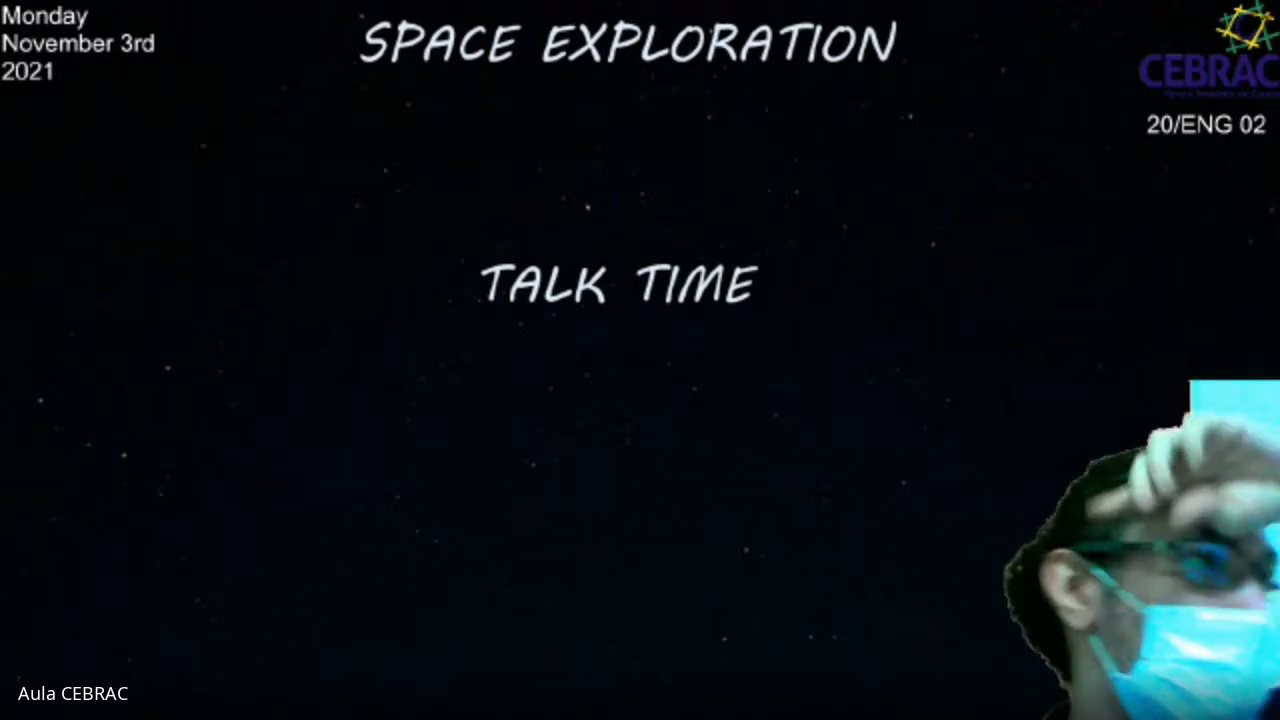 Monday
November 3rd
2021
SPACE EXPLORATION
CEBRAC
20/ENG 02
TALK TIME
Aula CEBRAC